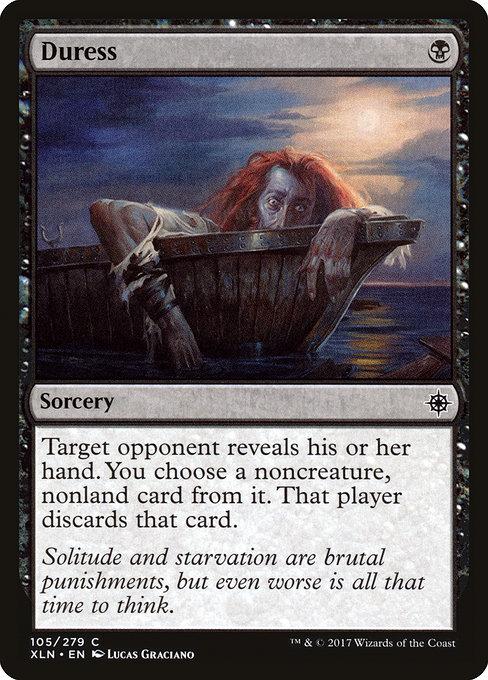 Duress
Sorcery
Target opponent reveals his or her
hand. You choose a noncreature,
nonland card from it. That player
discards that card.
Solitude and starvation are brutal
punishments, but even worse is all that
time to think.
105/279 C
XLN • EN Lucas Graciano
™ & © 2017 Wizards of the Coast